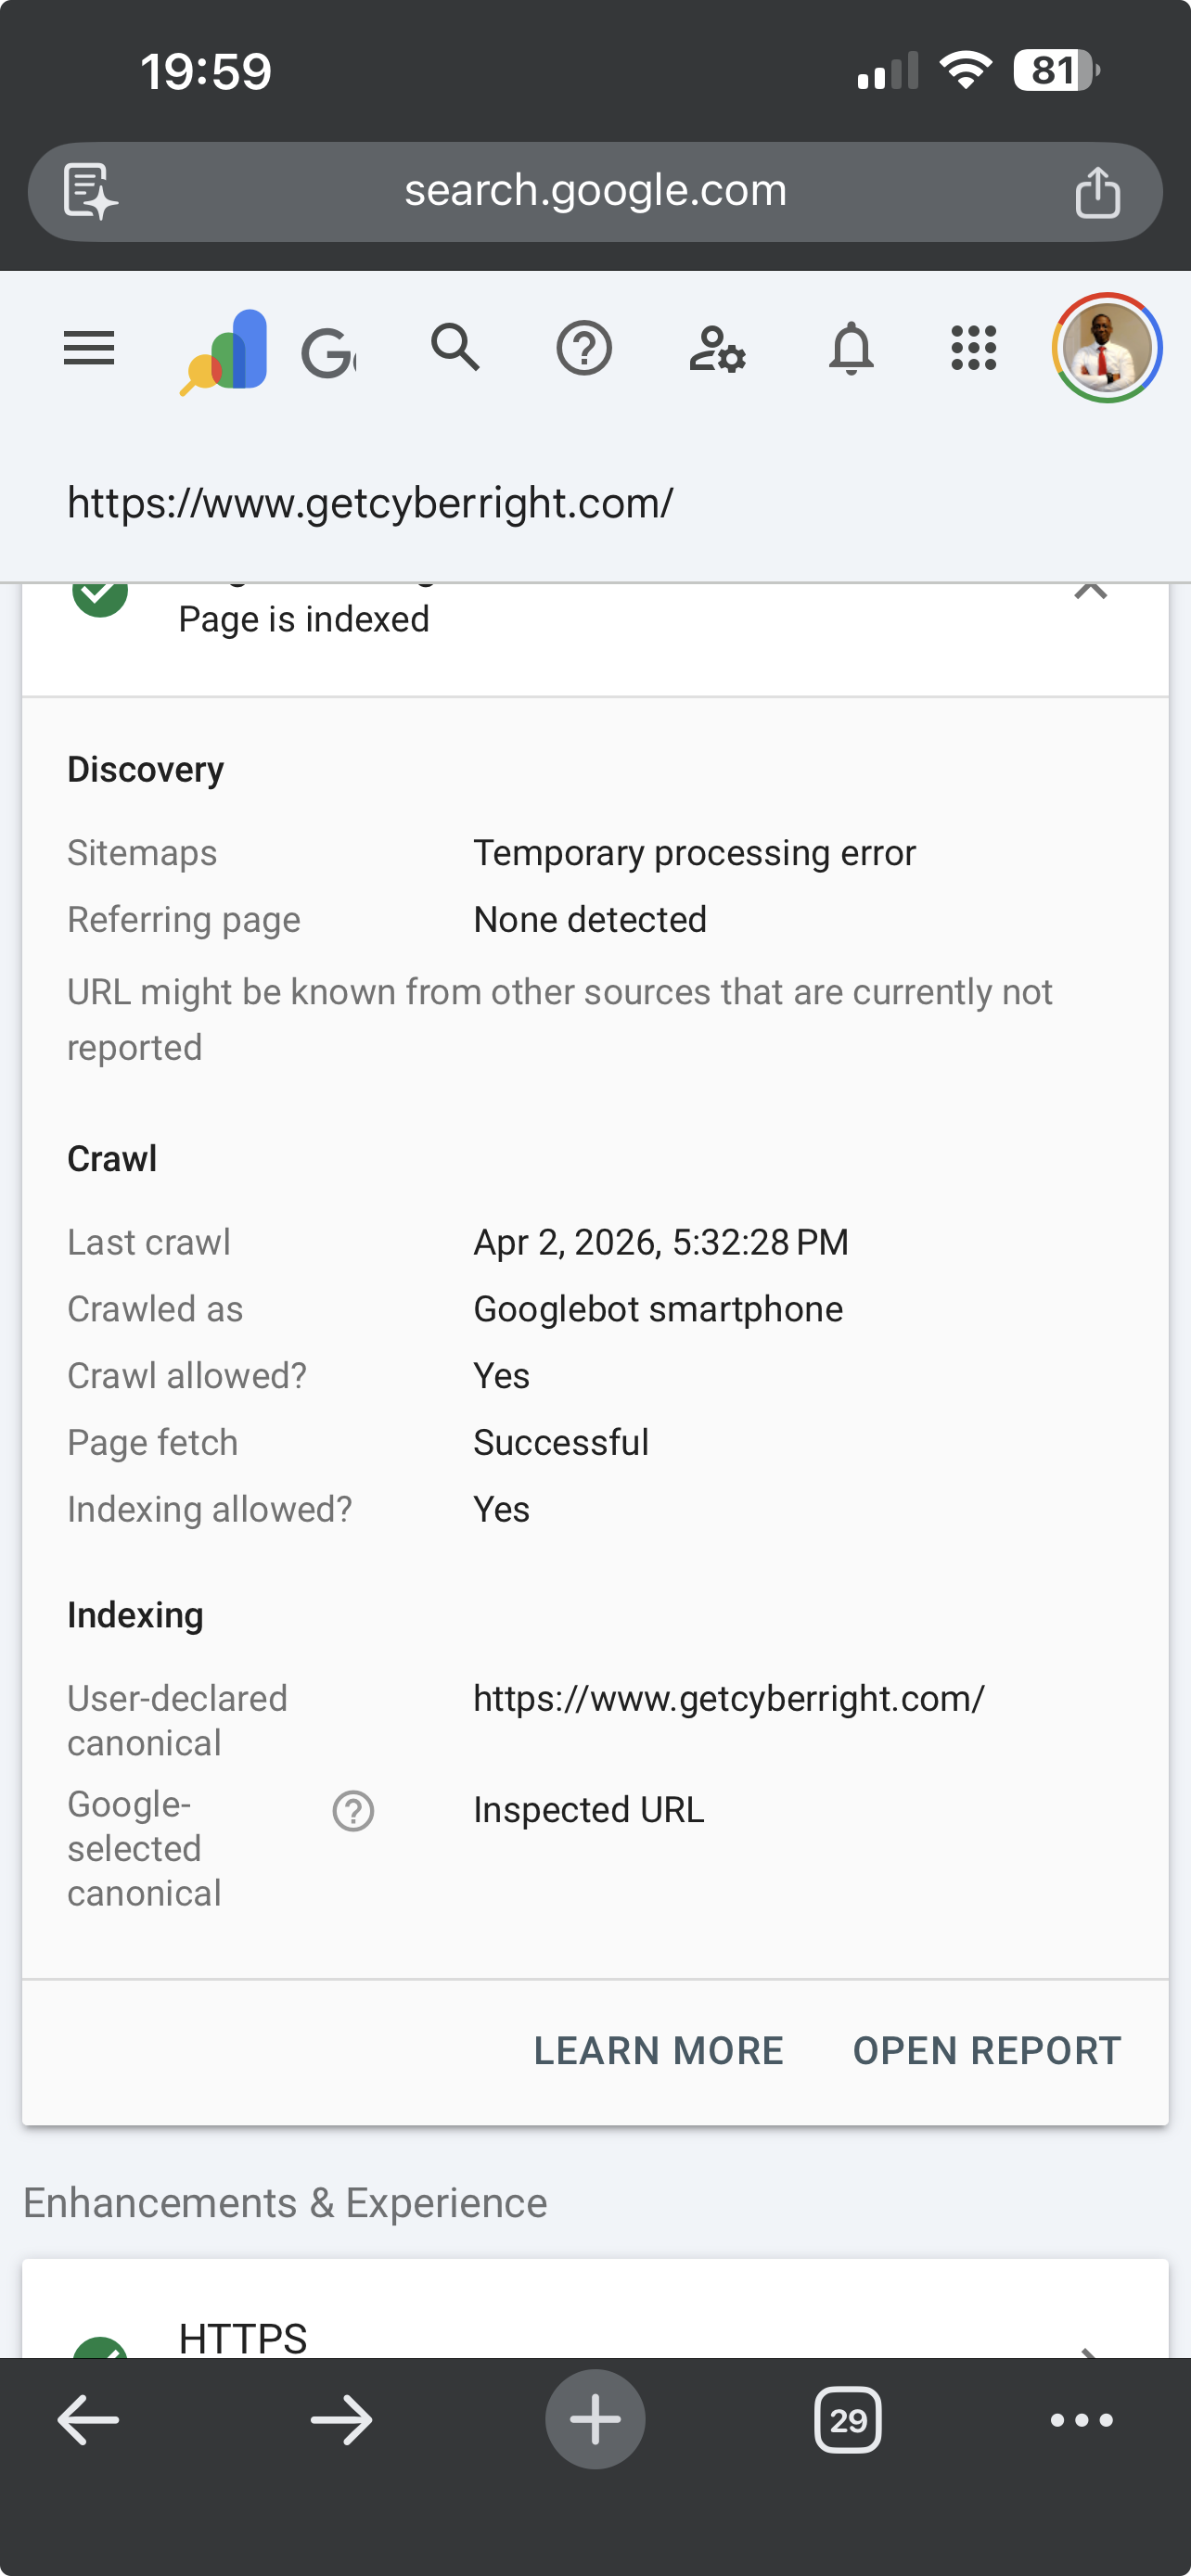 19:59
81
search.google.com
G
https://www.getcyberright.com/
Page is indexed
Discovery
Sitemaps Temporary processing error
Referring page None detected
URL might be known from other sources that are currently not
reported
Crawl
Last crawl Apr 2, 2026, 5:32:28 PM
Crawled as Googlebot smartphone
Crawl allowed? Yes
Page fetch Successful
Indexing allowed? Yes
Indexing
User-declared https://www.getcyberright.com/
canonical
Google- Inspected URL
selected
canonical
LEARN MORE OPEN REPORT
Enhancements & Experience
HTTPS
29